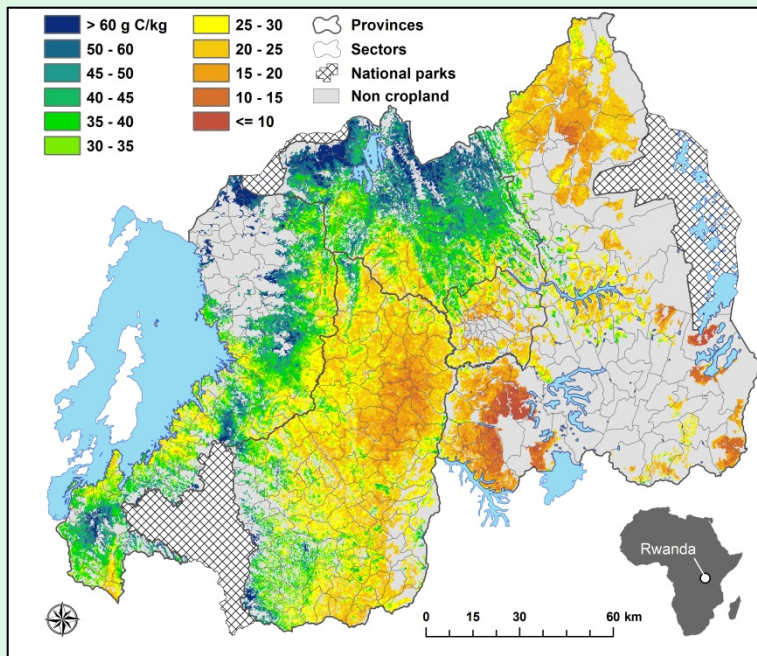 > 60 g C/kg
50 - 60
45 - 50
40 - 45
35 - 40
30 - 35
25 - 30
20 - 25
15 - 20
10 - 15
<= 10
Provinces
Sectors
National parks
Non cropland
Rwanda
0 15 30 60 km